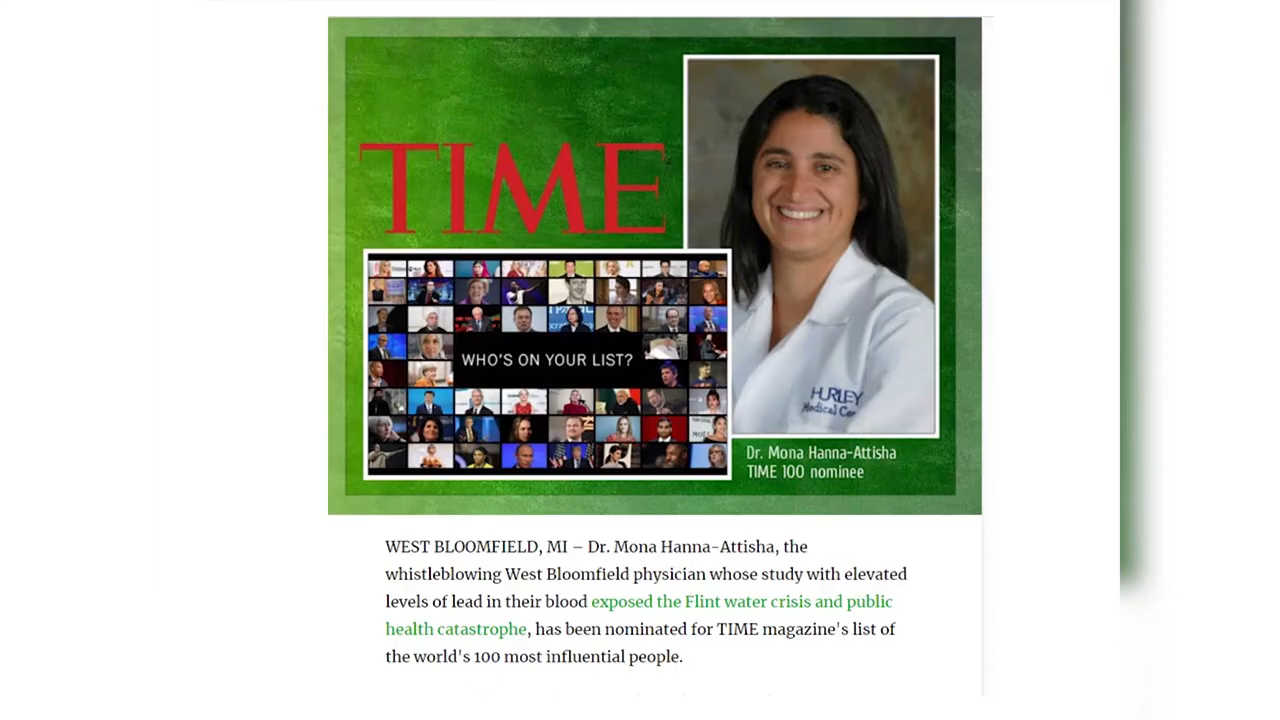 TIME
WHO'S ON YOUR LIST?
HURLEY
Medical Cen
Dr. Mona Hanna-Attisha
TIME 100 nominee
WEST BLOOMFIELD, MI – Dr. Mona Hanna-Attisha, the
whistleblowing West Bloomfield physician whose study with elevated
levels of lead in their blood exposed the Flint water crisis and public
health catastrophe, has been nominated for TIME magazine's list of
the world's 100 most influential people.